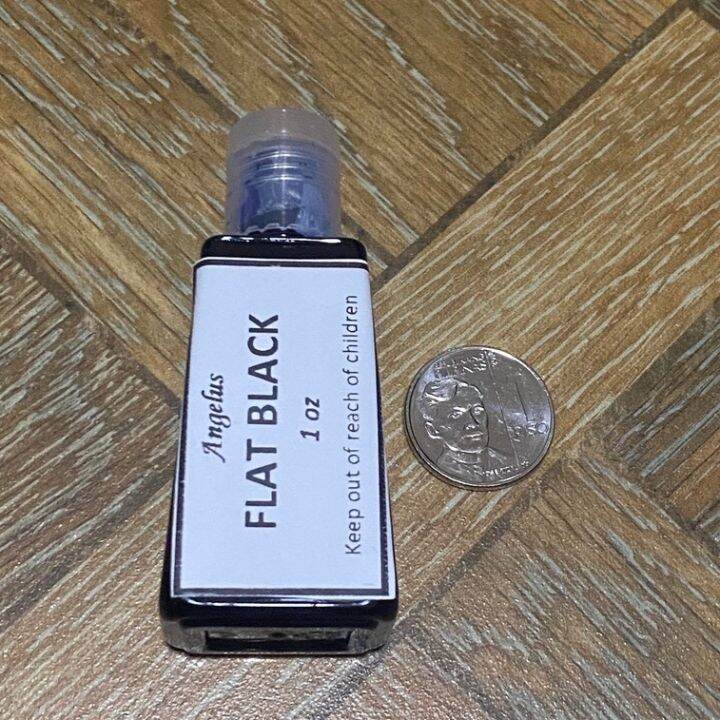 Angelus
FLAT BLACK
1 oz
Keep out of reach of children